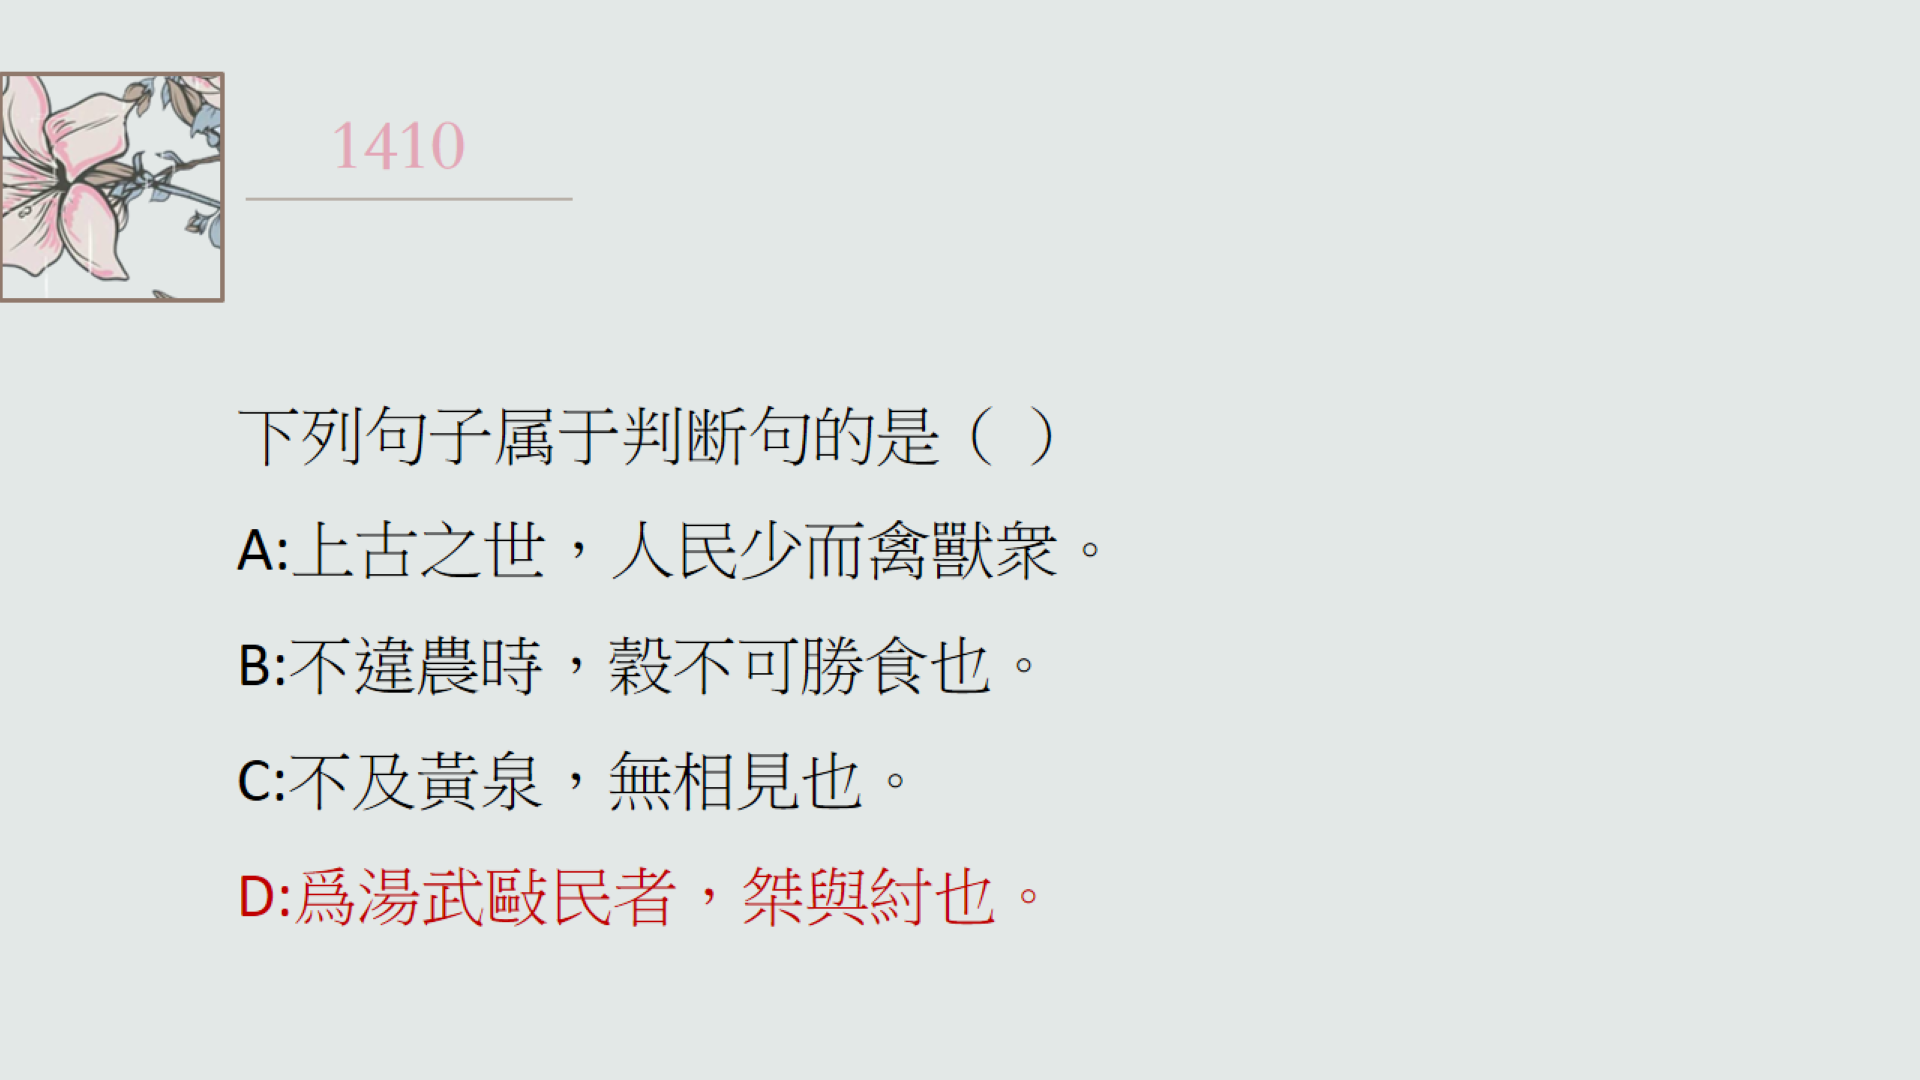 1410
下列句子属于判断句的是（ ）
A:上古之世，人民少而禽獸衆。
B:不違農時，穀不可勝食也。
C:不及黃泉，無相見也。
D:爲湯武敺民者，桀與紂也。